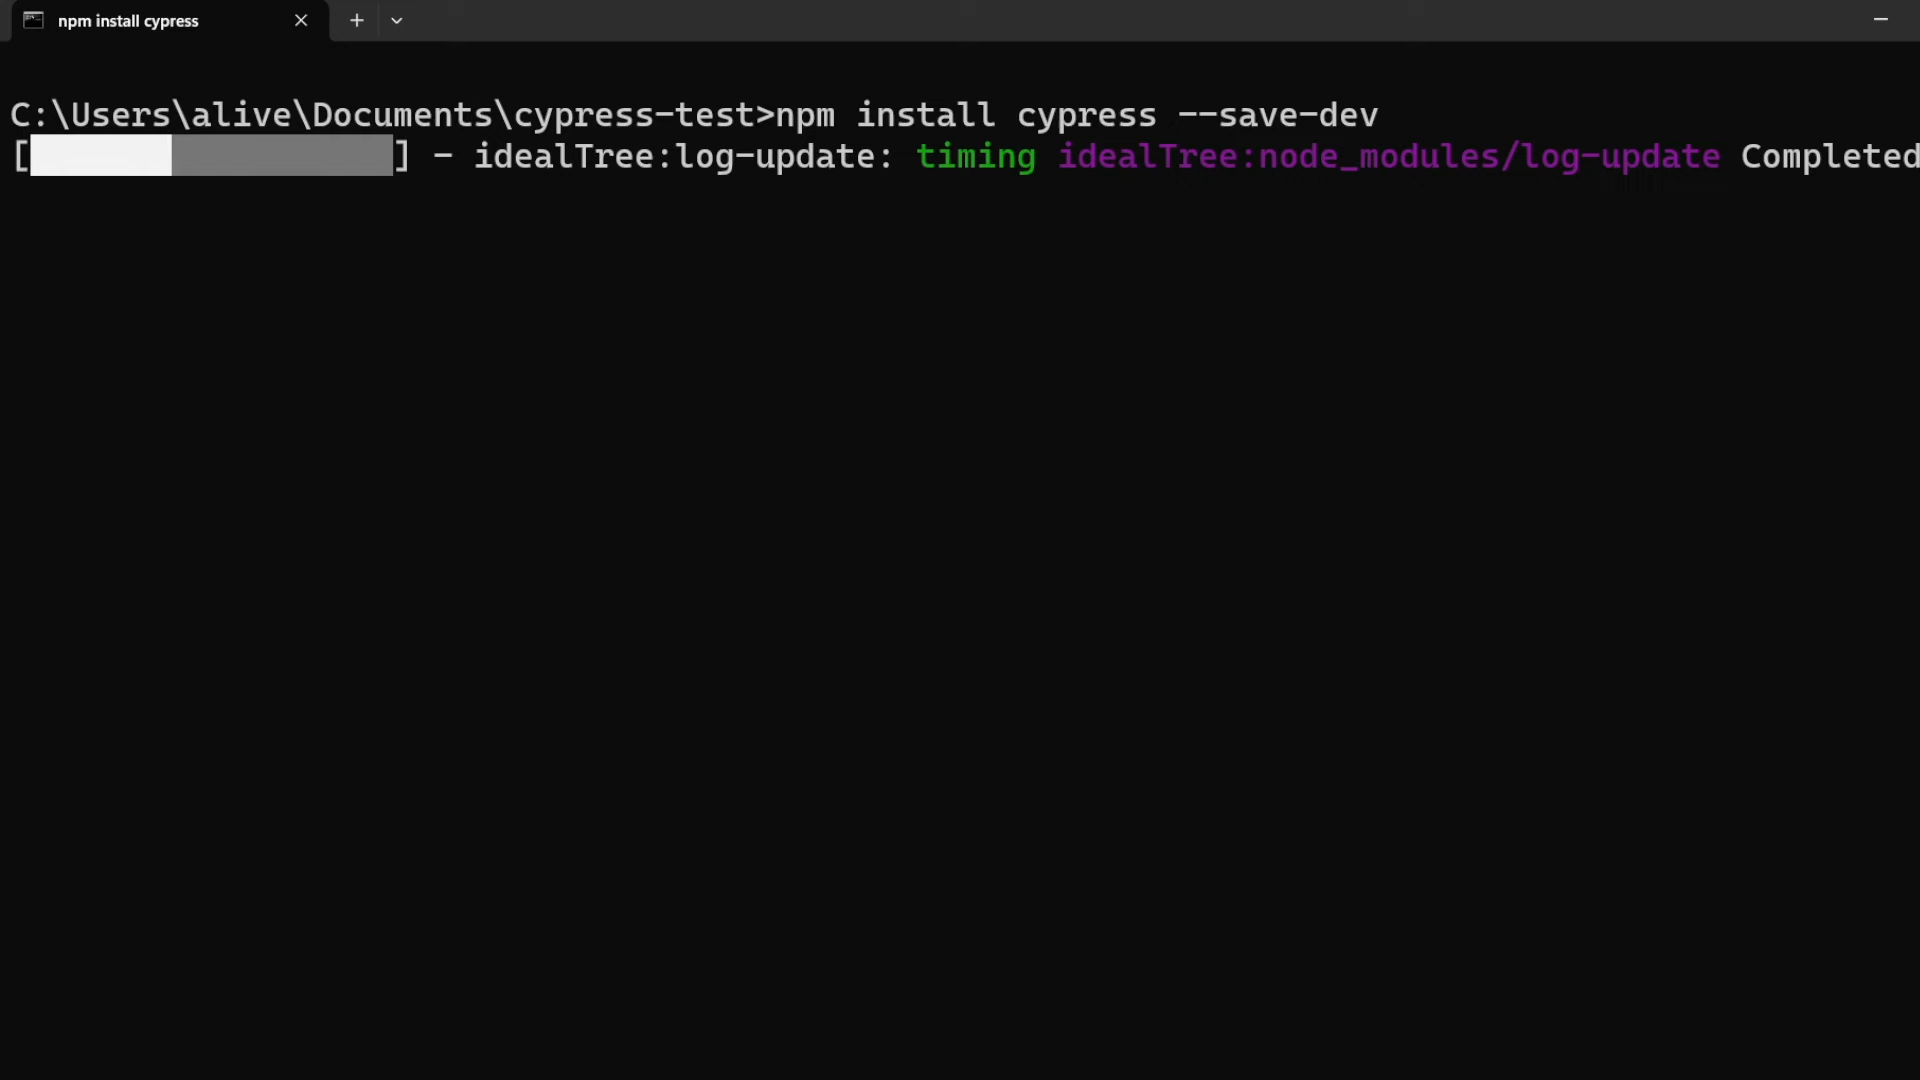 npm install cypress
C:\Users\alive\Documents\cypress-test>npm install cypress --save-dev
[] - idealTree:log-update: timing idealTree:node_modules/log-update Completed